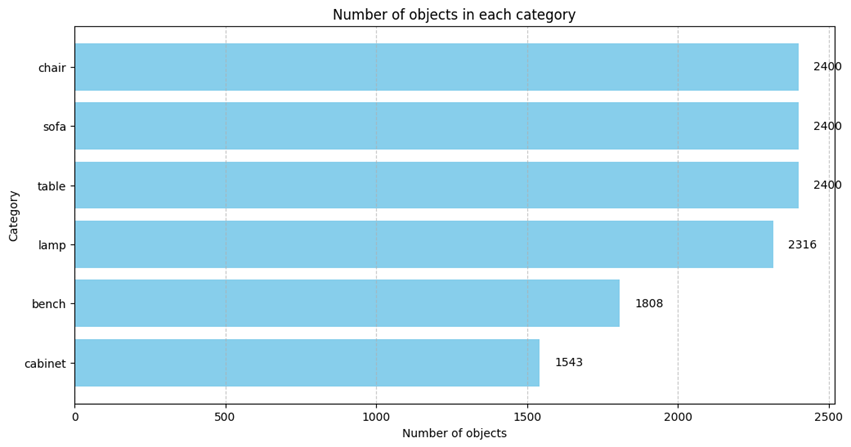 Number of objects in each category
Category
chair 2400
sofa 2400
table 2400
lamp 2316
bench 1808
cabinet 1543
0 500 1000 1500 2000 2500
Number of objects